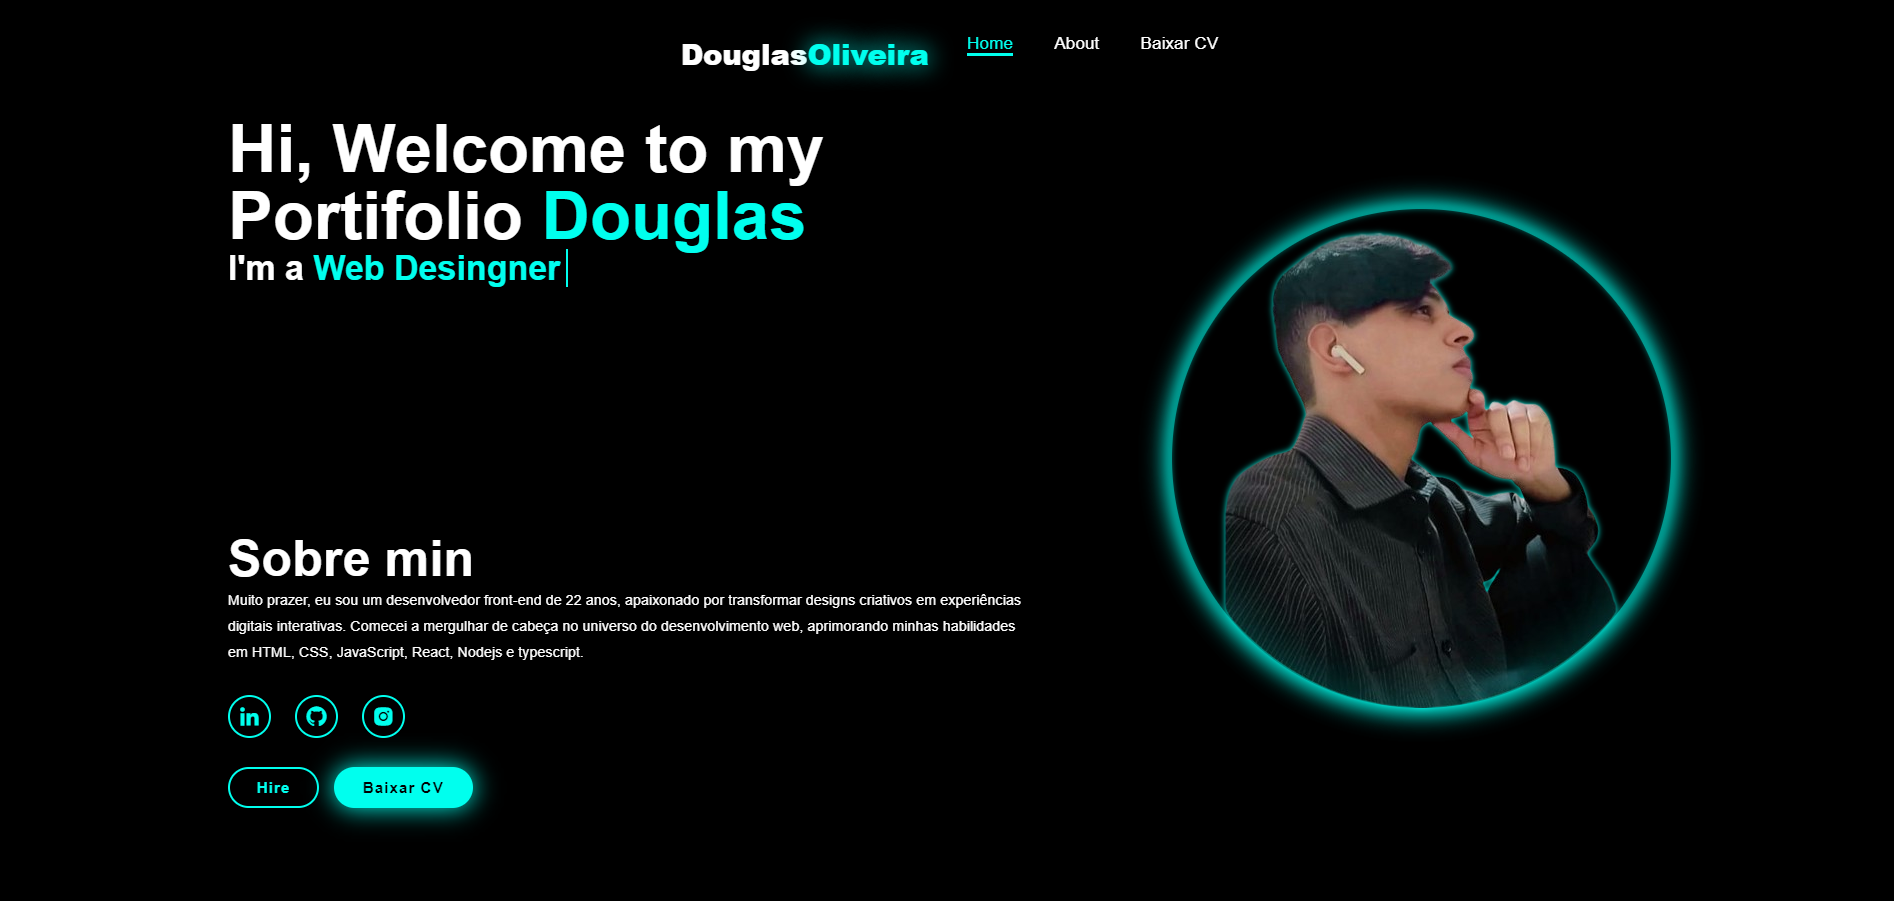 DouglasOliveira
Home
About
Baixar CV
Hi, Welcome to my
Portifolio Douglas
I'm a Web Desingner
Sobre min
Muito prazer, eu sou um desenvolvedor front-end de 22 anos, apaixonado por transformar designs criativos em experiências
digitais interativas. Comecei a mergulhar de cabeça no universo do desenvolvimento web, aprimorando minhas habilidades
em HTML, CSS, JavaScript, React, Nodejs e typescript.
in
Hire
Baixar CV